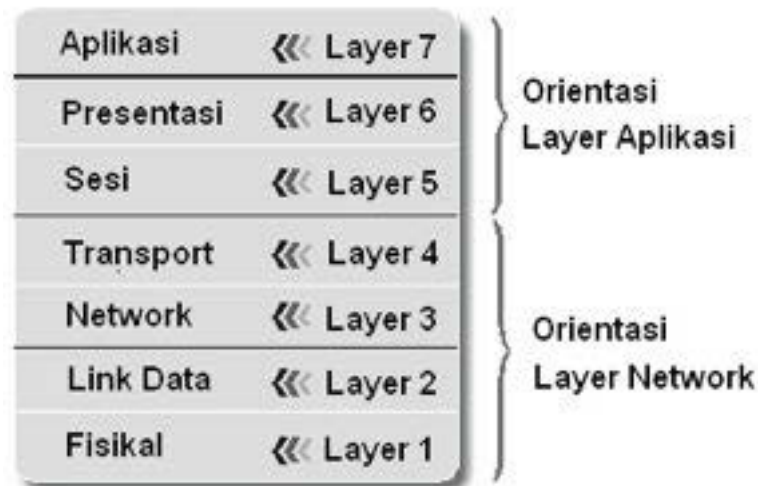 Aplikasi Layer 7
Presentasi Layer 6
Sesi Layer 5
Transport Layer 4
Network Layer 3
Link Data Layer 2
Fisikal Layer 1
Orientasi
Layer Aplikasi
Orientasi
Layer Network